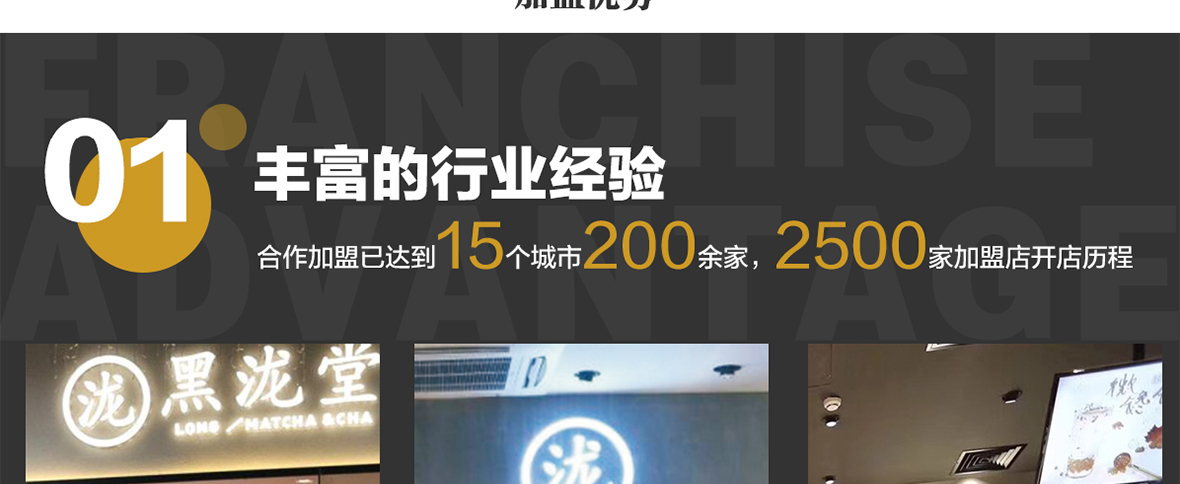 加盟优势
FRANCHISE
ADVANTAGE
01
丰富的行业经验
合作加盟已达到15个城市200余家，2500家加盟店开店历程
泷 黑泷堂
LONG /MATCHA &CHA
泷